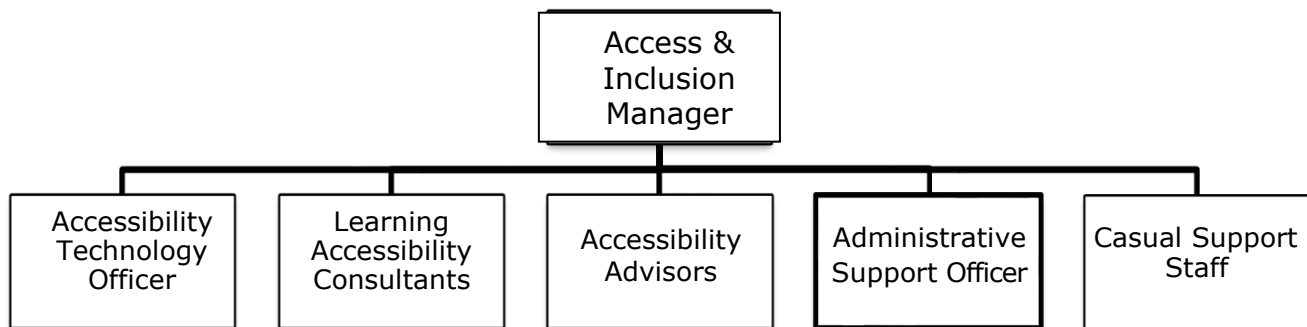 Access &
Inclusion
Manager
Accessibility
Technology
Officer
Learning
Accessibility
Consultants
Accessibility
Advisors
Administrative
Support Officer
Casual Support
Staff